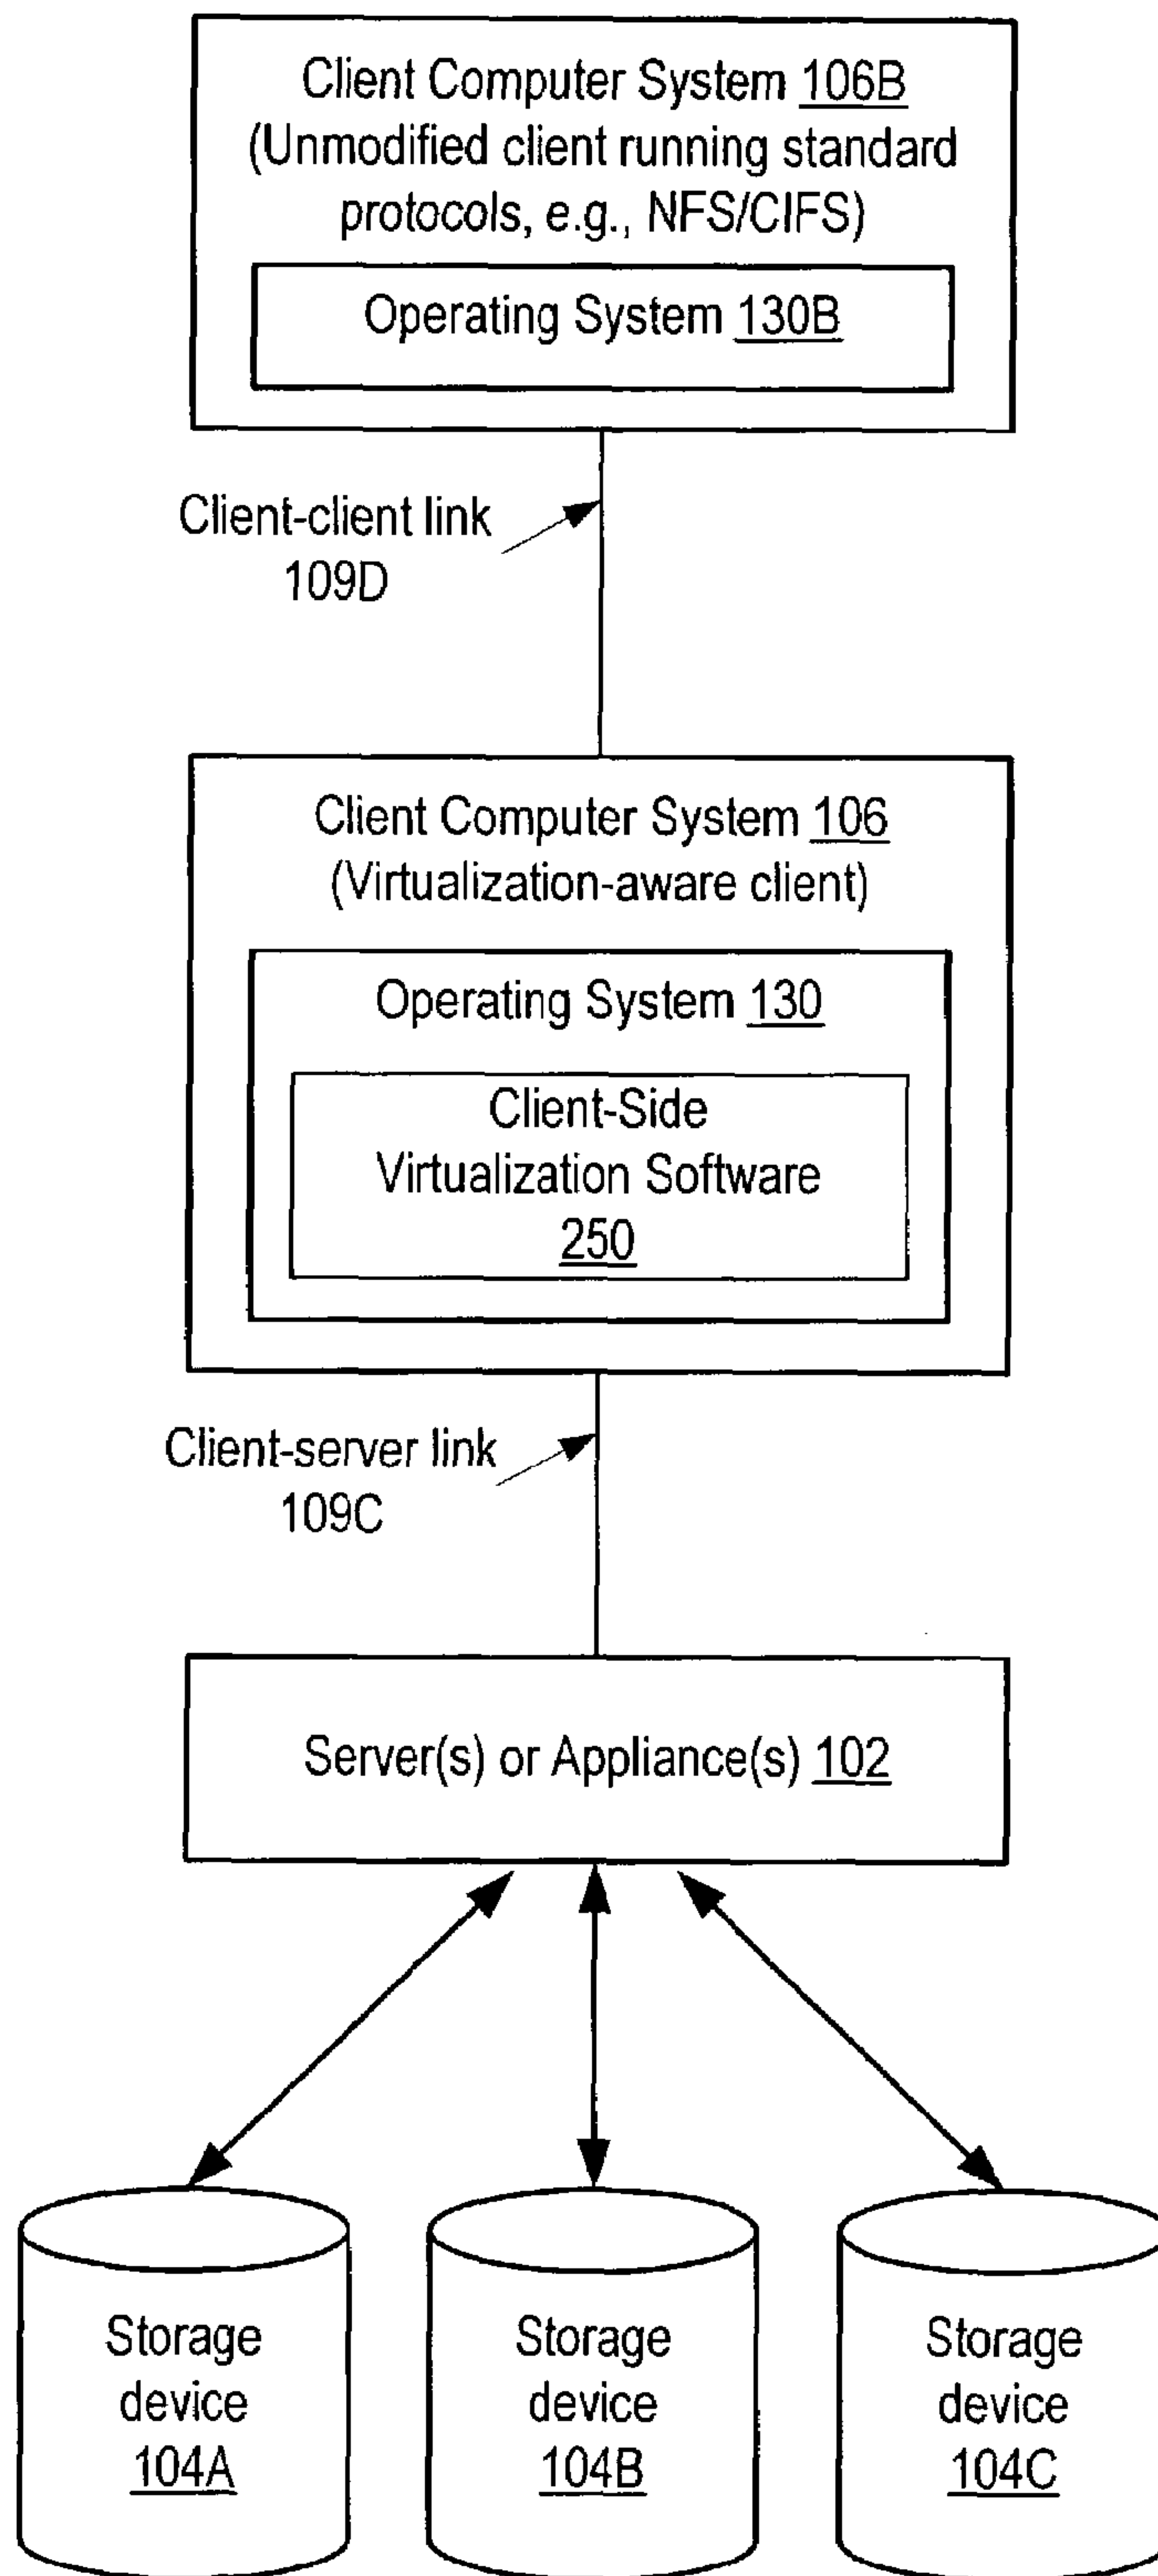 Client Computer System 106B
(Unmodified client running standard
protocols, e.g., NFS/CIFS)
Operating System 130B
Client-client link
109D
Client Computer System 106
(Virtualization-aware client)
Operating System 130
Client-Side
Virtualization Software
250
Client-server link
109C
Server(s) or Appliance(s) 102
Storage
device
104A
Storage
device
104B
Storage
device
104C